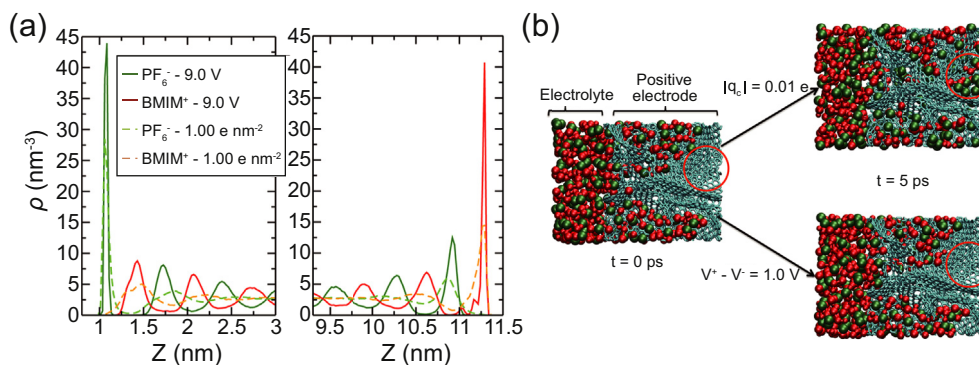 (a)
ρ (nm⁻³)
45
40
35
30
25
20
15
10
5
0
PF₆⁻ - 9.0 V
BMIM⁺ - 9.0 V
PF₆⁻ - 1.00 e nm⁻²
BMIM⁺ - 1.00 e nm⁻²
1 1.5 2 2.5 3
Z (nm)
45
40
35
30
25
20
15
10
5
0
9.5 10 10.5 11 11.5
Z (nm)
(b)
Electrolyte
Positive
electrode
t = 0 ps
|q꜀| = 0.01 e
t = 5 ps
V⁺ - V⁻ = 1.0 V